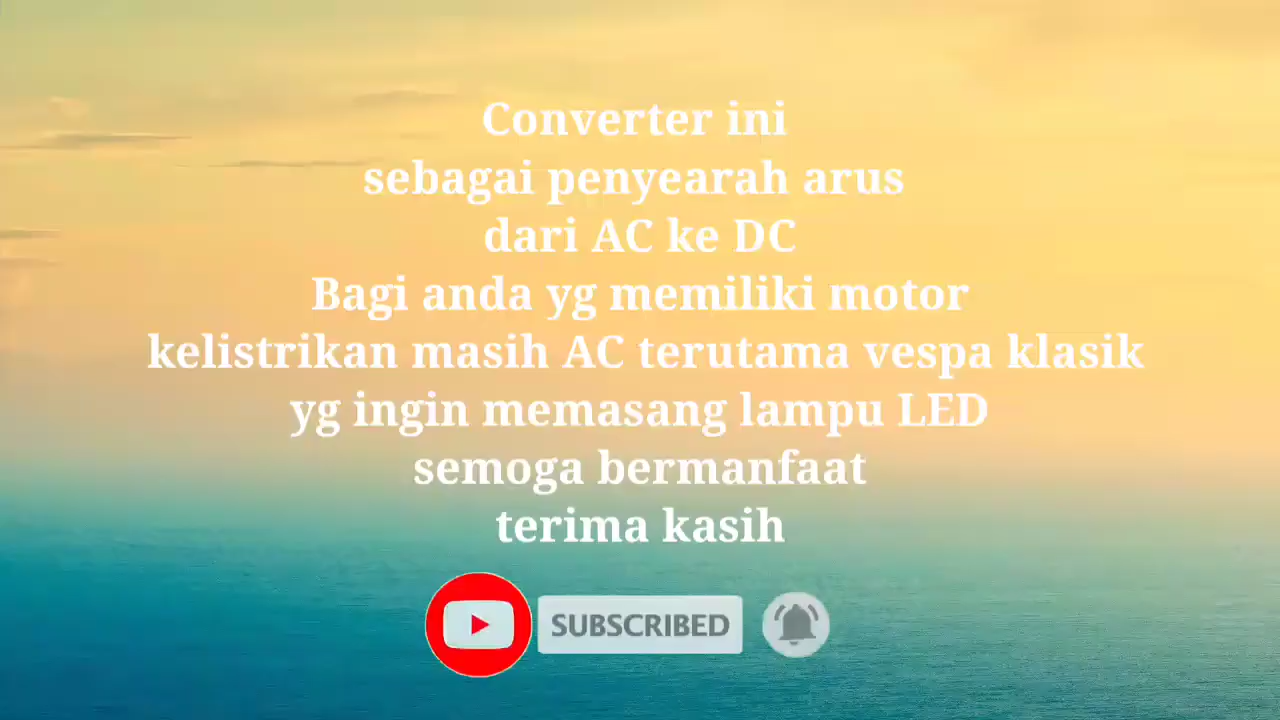 Converter ini
sebagai penyearah arus
dari AC ke DC
Bagi anda yg memiliki motor
kelistrikan masih AC terutama vespa klasik
yg ingin memasang lampu LED
semoga bermanfaat
terima kasih
SUBSCRIBED